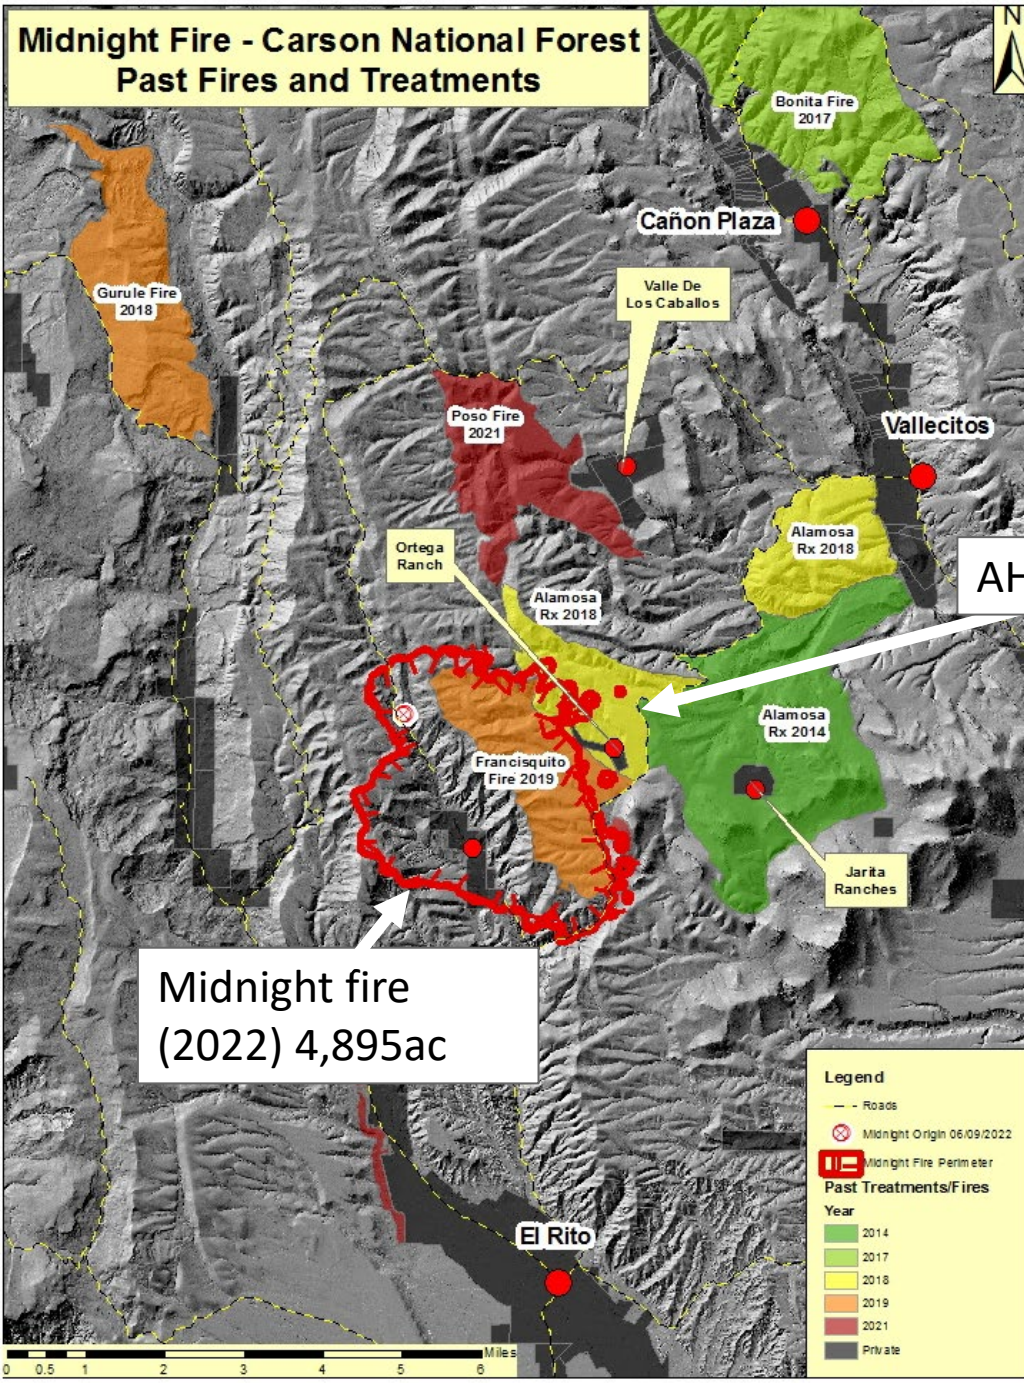 Midnight Fire - Carson National Forest
Past Fires and Treatments
N
Bonita Fire
2017
Cañon Plaza
Valle De
Los Caballos
Gurule Fire
2018
Poso Fire
2021
Vallecitos
Alamosa
Rx 2018
Ortega
Ranch
AH
Alamosa
Rx 2018
Alamosa
Rx 2014
Francisquito
Fire 2019
Jarita
Ranches
Midnight fire
(2022) 4,895ac
El Rito
Legend
Roads
Midnight Origin 06/09/2022
Midnight Fire Perimeter
Past Treatments/Fires
Year
2014
2017
2018
2019
2021
Private
Miles
0 0.5 1 2 3 4 5 6